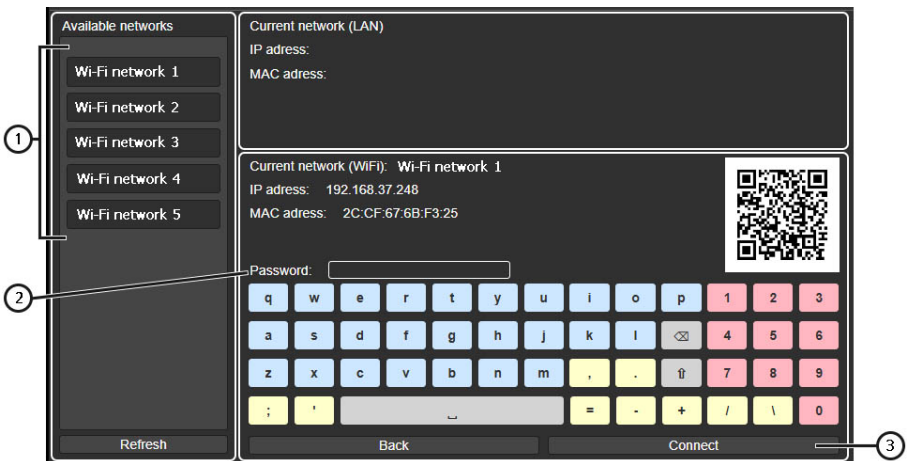 Available networks
Wi-Fi network 1
Wi-Fi network 2
Wi-Fi network 3
Wi-Fi network 4
Wi-Fi network 5
Refresh
1
2
Current network (LAN)
IP adress:
MAC adress:
Current network (WiFi): Wi-Fi network 1
IP adress: 192.168.37.248
MAC adress: 2C:CF:67:6B:F3:25
Password:
q w e r t y u i o p 1 2 3
a s d f g h j k l ⌫ 4 5 6
z x c v b n m , . ⇧ 7 8 9
; ' ␣ = - + / \ 0
Back Connect
3